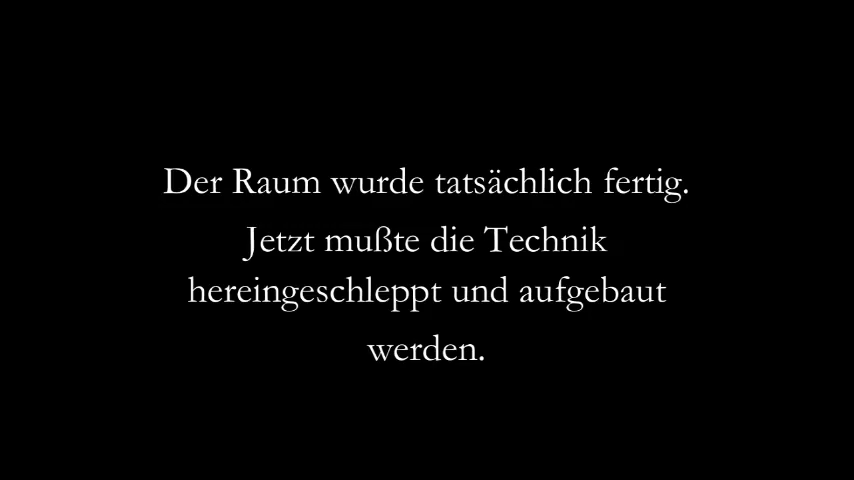 Der Raum wurde tatsächlich fertig.
Jetzt mußte die Technik
hereingeschleppt und aufgebaut
werden.